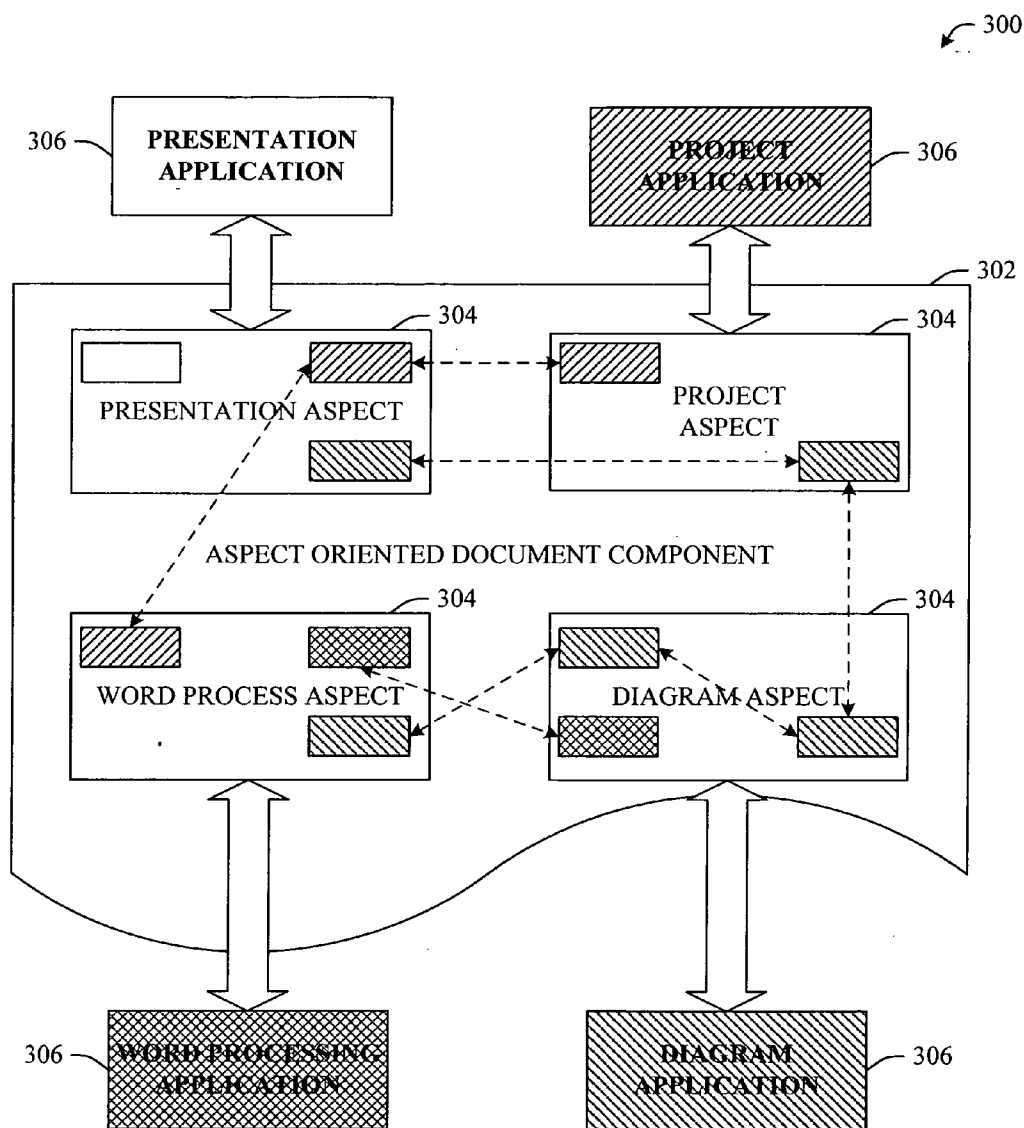 300
306
PRESENTATION
APPLICATION
PROJECT
APPLICATION
306
302
304
304
PRESENTATION ASPECT
PROJECT
ASPECT
ASPECT ORIENTED DOCUMENT COMPONENT
304
304
WORD PROCESS ASPECT
DIAGRAM ASPECT
306
WORD PROCESSING
APPLICATION
DIAGRAM
APPLICATION
306